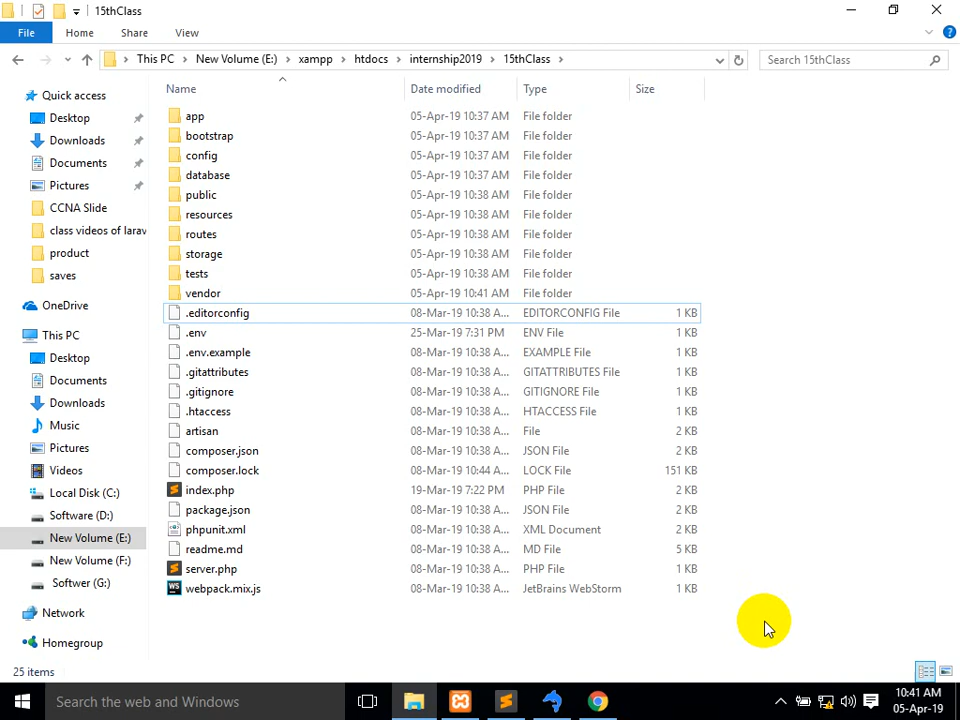 15thClass
File Home Share View
This PC New Volume (E:) xampp htdocs internship2019 15thClass Search 15thClass
Name Date modified Type Size
Quick access
Desktop
Downloads
Documents
Pictures
CCNA Slide
class videos of larav
product
saves
OneDrive
This PC
Desktop
Documents
Downloads
Music
Pictures
Videos
Local Disk (C:)
Software (D:)
New Volume (E:)
New Volume (F:)
Softwer (G:)
Network
Homegroup
app 05-Apr-19 10:37 AM File folder
bootstrap 05-Apr-19 10:37 AM File folder
config 05-Apr-19 10:37 AM File folder
database 05-Apr-19 10:37 AM File folder
public 05-Apr-19 10:38 AM File folder
resources 05-Apr-19 10:38 AM File folder
routes 05-Apr-19 10:38 AM File folder
storage 05-Apr-19 10:38 AM File folder
tests 05-Apr-19 10:38 AM File folder
vendor 05-Apr-19 10:41 AM File folder
.editorconfig 08-Mar-19 10:38 A... EDITORCONFIG File 1 KB
.env 25-Mar-19 7:31 PM ENV File 1 KB
.env.example 08-Mar-19 10:38 A... EXAMPLE File 1 KB
.gitattributes 08-Mar-19 10:38 A... GITATTRIBUTES File 1 KB
.gitignore 08-Mar-19 10:38 A... GITIGNORE File 1 KB
.htaccess 08-Mar-19 10:38 A... HTACCESS File 1 KB
artisan 08-Mar-19 10:38 A... File 2 KB
composer.json 08-Mar-19 10:38 A... JSON File 2 KB
composer.lock 08-Mar-19 10:44 A... LOCK File 151 KB
index.php 19-Mar-19 7:22 PM PHP File 2 KB
package.json 08-Mar-19 10:38 A... JSON File 2 KB
phpunit.xml 08-Mar-19 10:38 A... XML Document 2 KB
readme.md 08-Mar-19 10:38 A... MD File 5 KB
server.php 08-Mar-19 10:38 A... PHP File 2 KB
webpack.mix.js 08-Mar-19 10:38 A... JetBrains WebStorm 1 KB
25 items
Search the web and Windows
10:41 AM
05-Apr-19